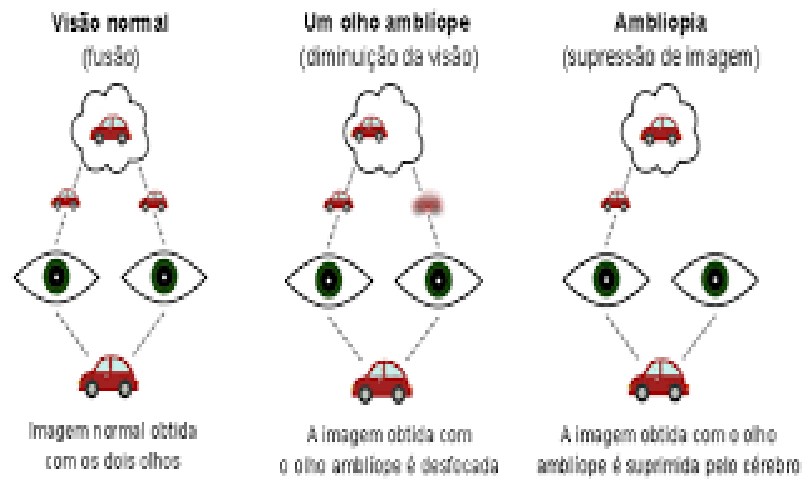 Visão normal
(fusão)
Imagem normal obtida
com os dois olhos
Um olho ambliope
(diminuição da visão)
A imagem obtida com
o olho ambliope é desfocada
Ambliopia
(supressão de imagem)
A imagem obtida com o olho
ambliope é suprimida pelo cérebro